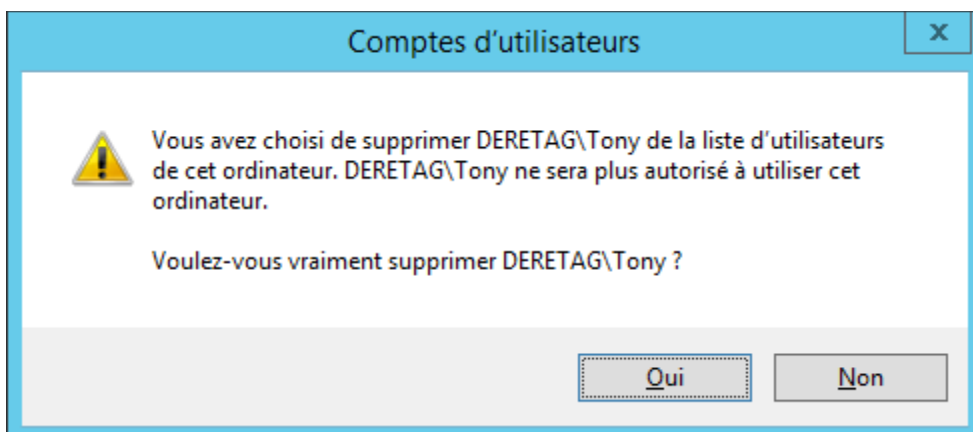 Comptes d’utilisateurs
x
Vous avez choisi de supprimer DERETAG\Tony de la liste d’utilisateurs
de cet ordinateur. DERETAG\Tony ne sera plus autorisé à utiliser cet
ordinateur.
Voulez-vous vraiment supprimer DERETAG\Tony ?
Oui Non